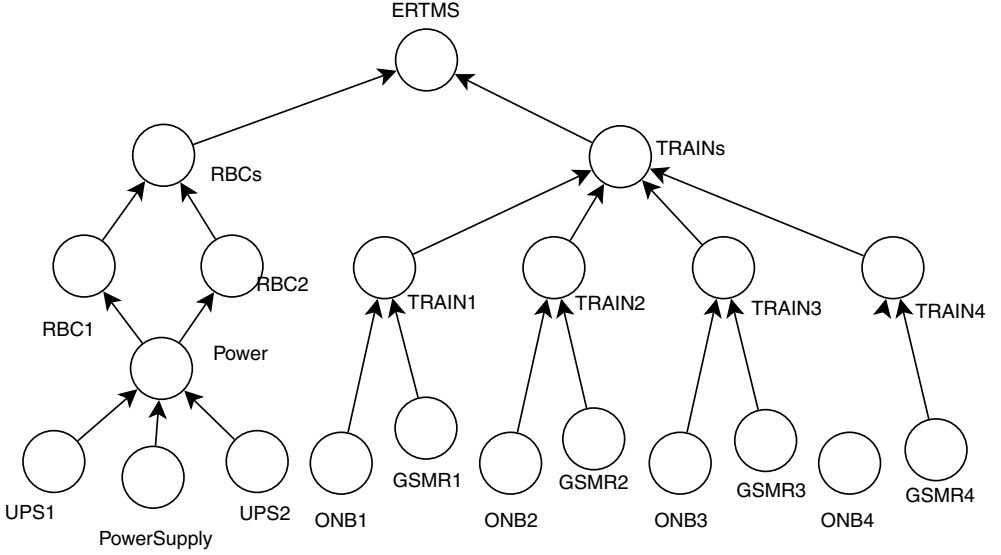 ERTMS
TRAINs
RBCs
RBC2
RBC1
TRAIN1
TRAIN2
TRAIN3
TRAIN4
Power
UPS1
PowerSupply
UPS2
ONB1
GSMR1
ONB2
GSMR2
ONB3
GSMR3
ONB4
GSMR4